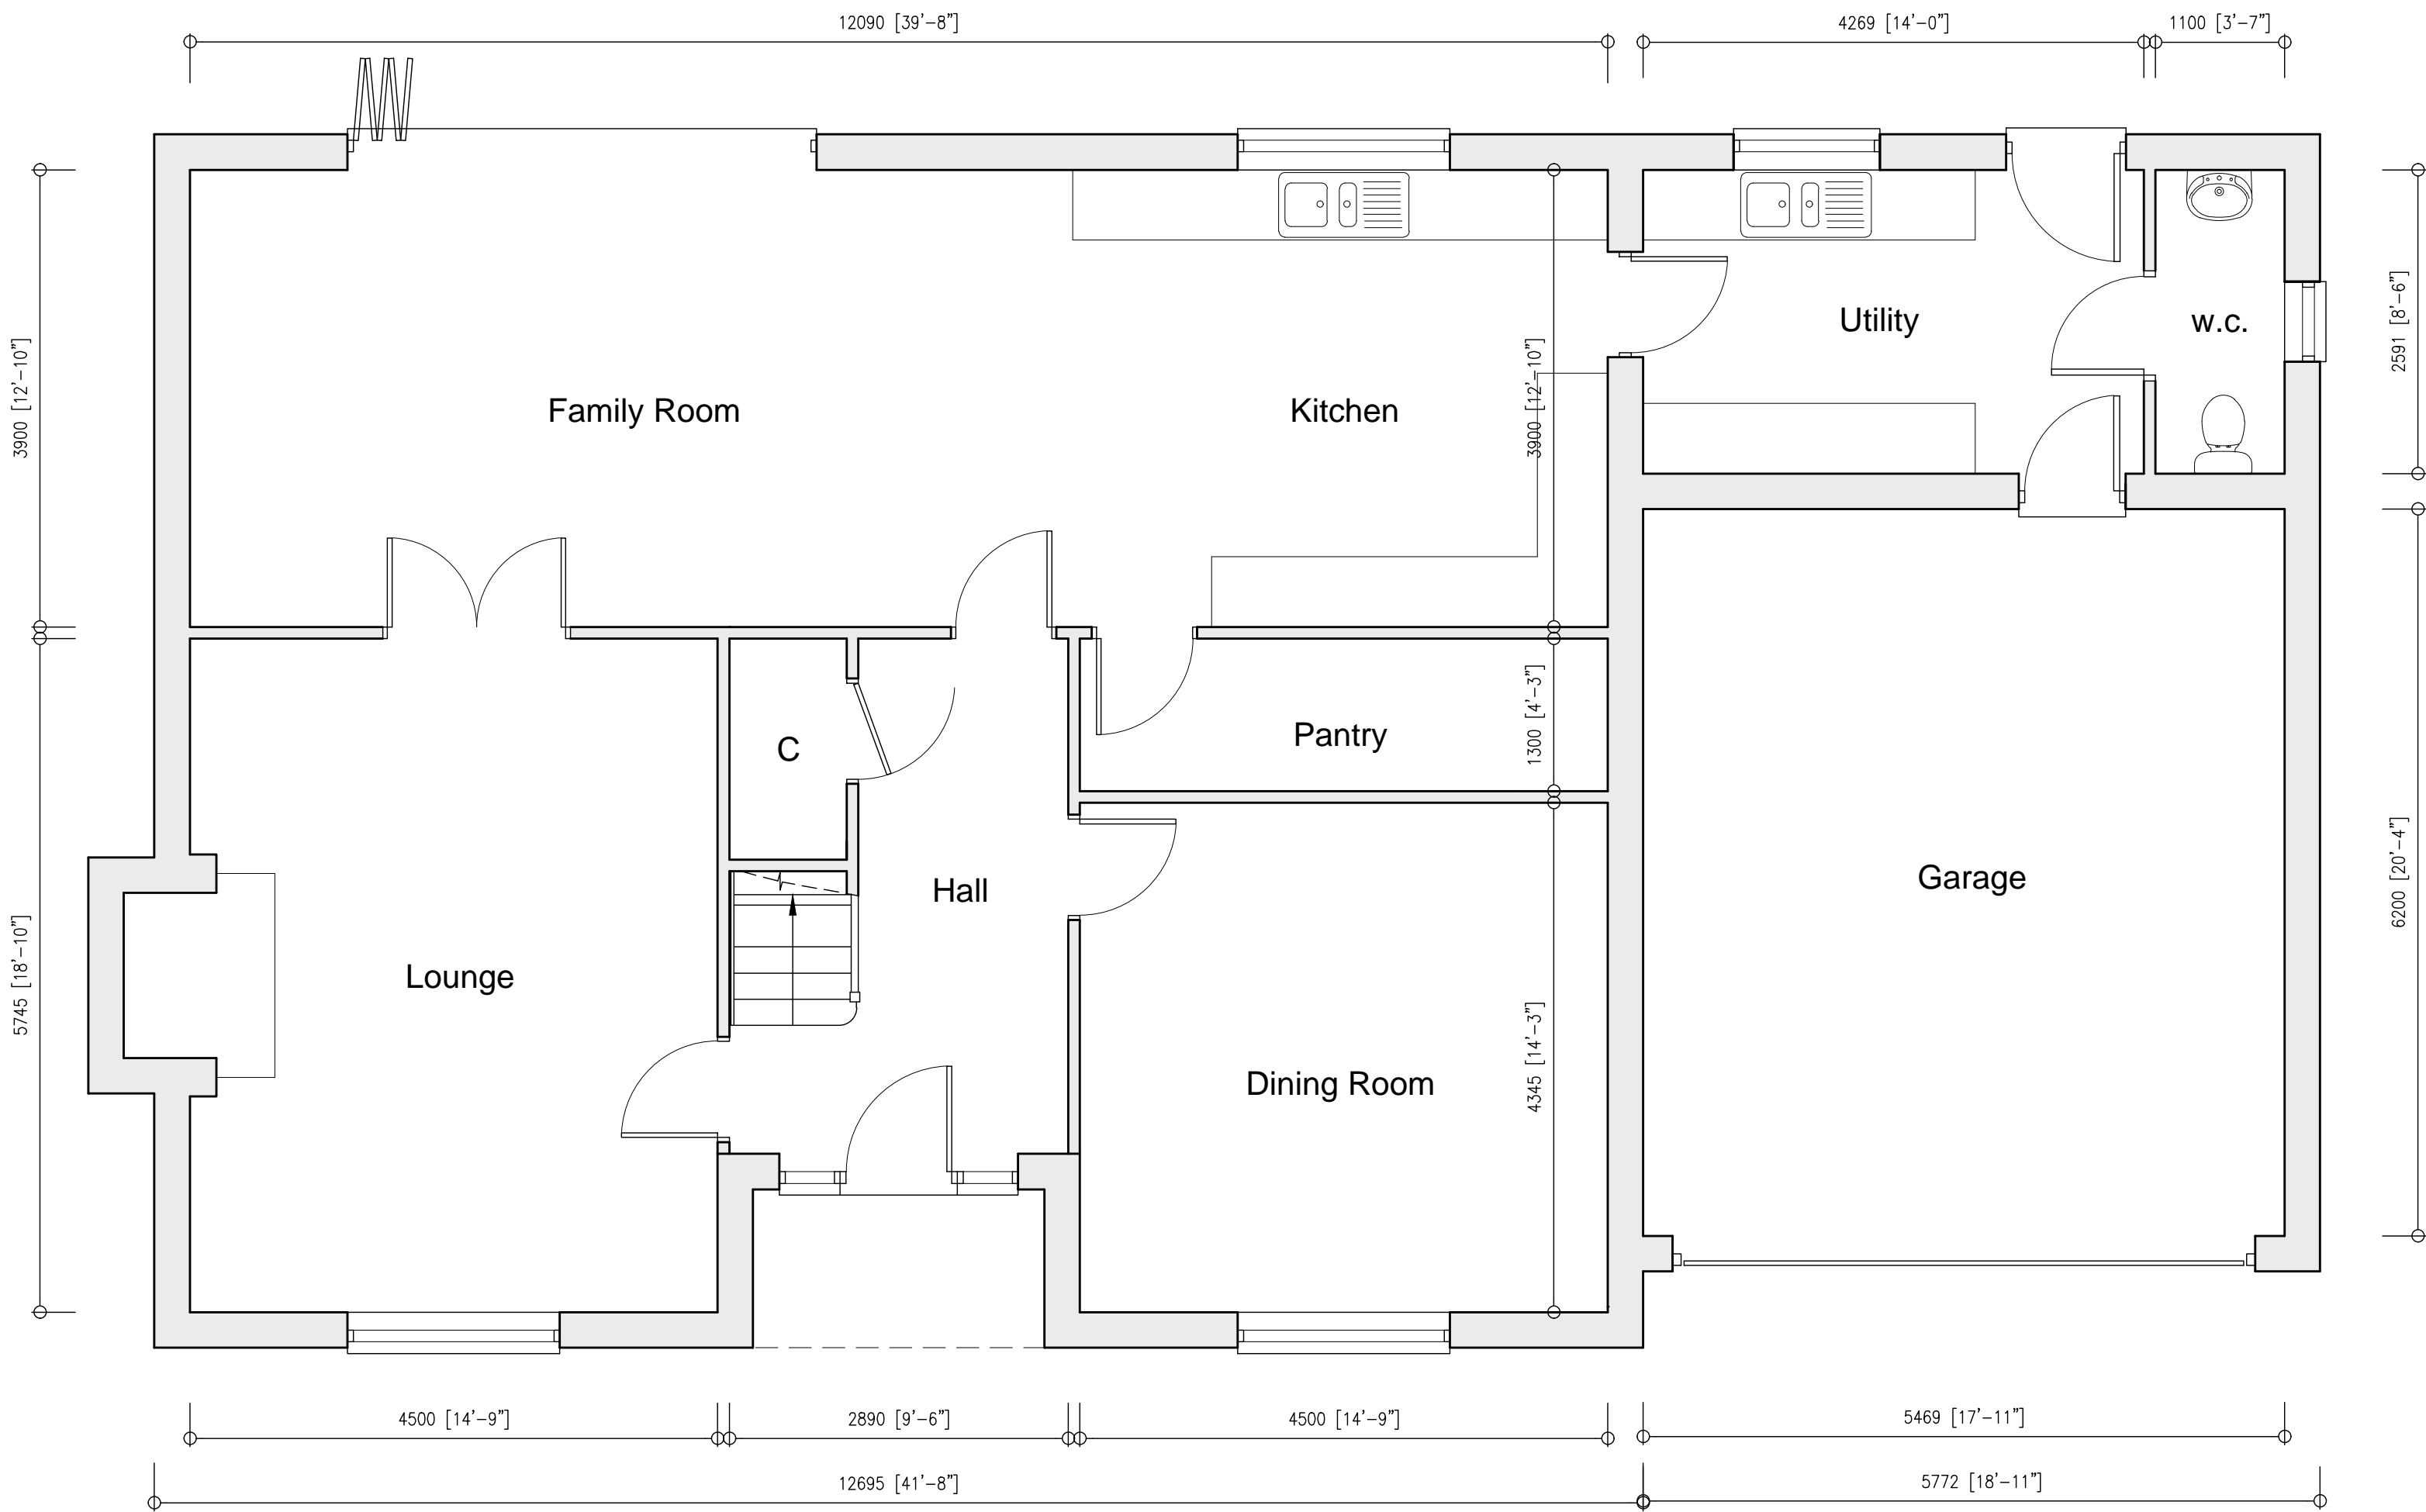 12090 [39'-8"]
4269 [14'-0"]
1100 [3'-7"]
3900 [12'-10"]
Family Room
Kitchen
3900 [12'-10"]
Utility
w.c.
2591 [8'-6"]
C
Pantry
1300 [4'-3"]
Hall
Garage
6200 [20'-4"]
5745 [18'-10"]
Lounge
Dining Room
4345 [14'-3"]
4500 [14'-9"]
2890 [9'-6"]
4500 [14'-9"]
5469 [17'-11"]
12695 [41'-8"]
5772 [18'-11"]